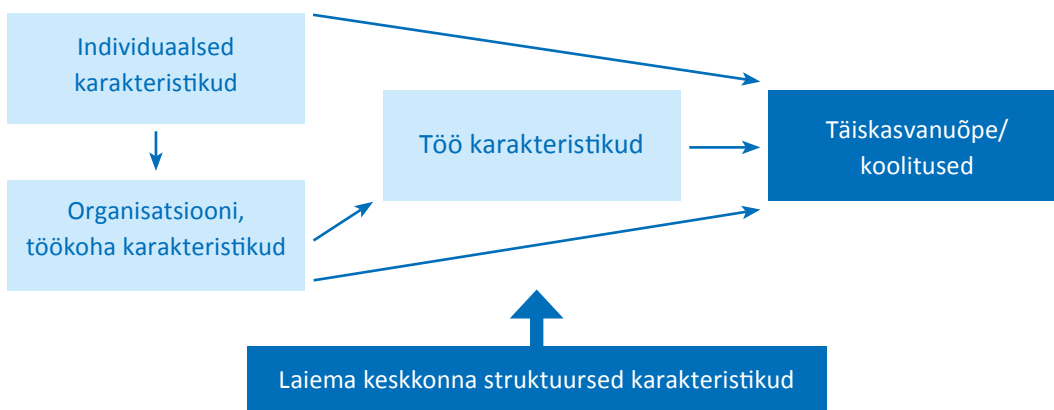 Individuaalsed
karakteristikud
Organisatsiooni,
töökoha karakteristikud
Töö karakteristikud
Täiskasvanuõpe/
koolitused
Laiema keskkonna struktuursed karakteristikud